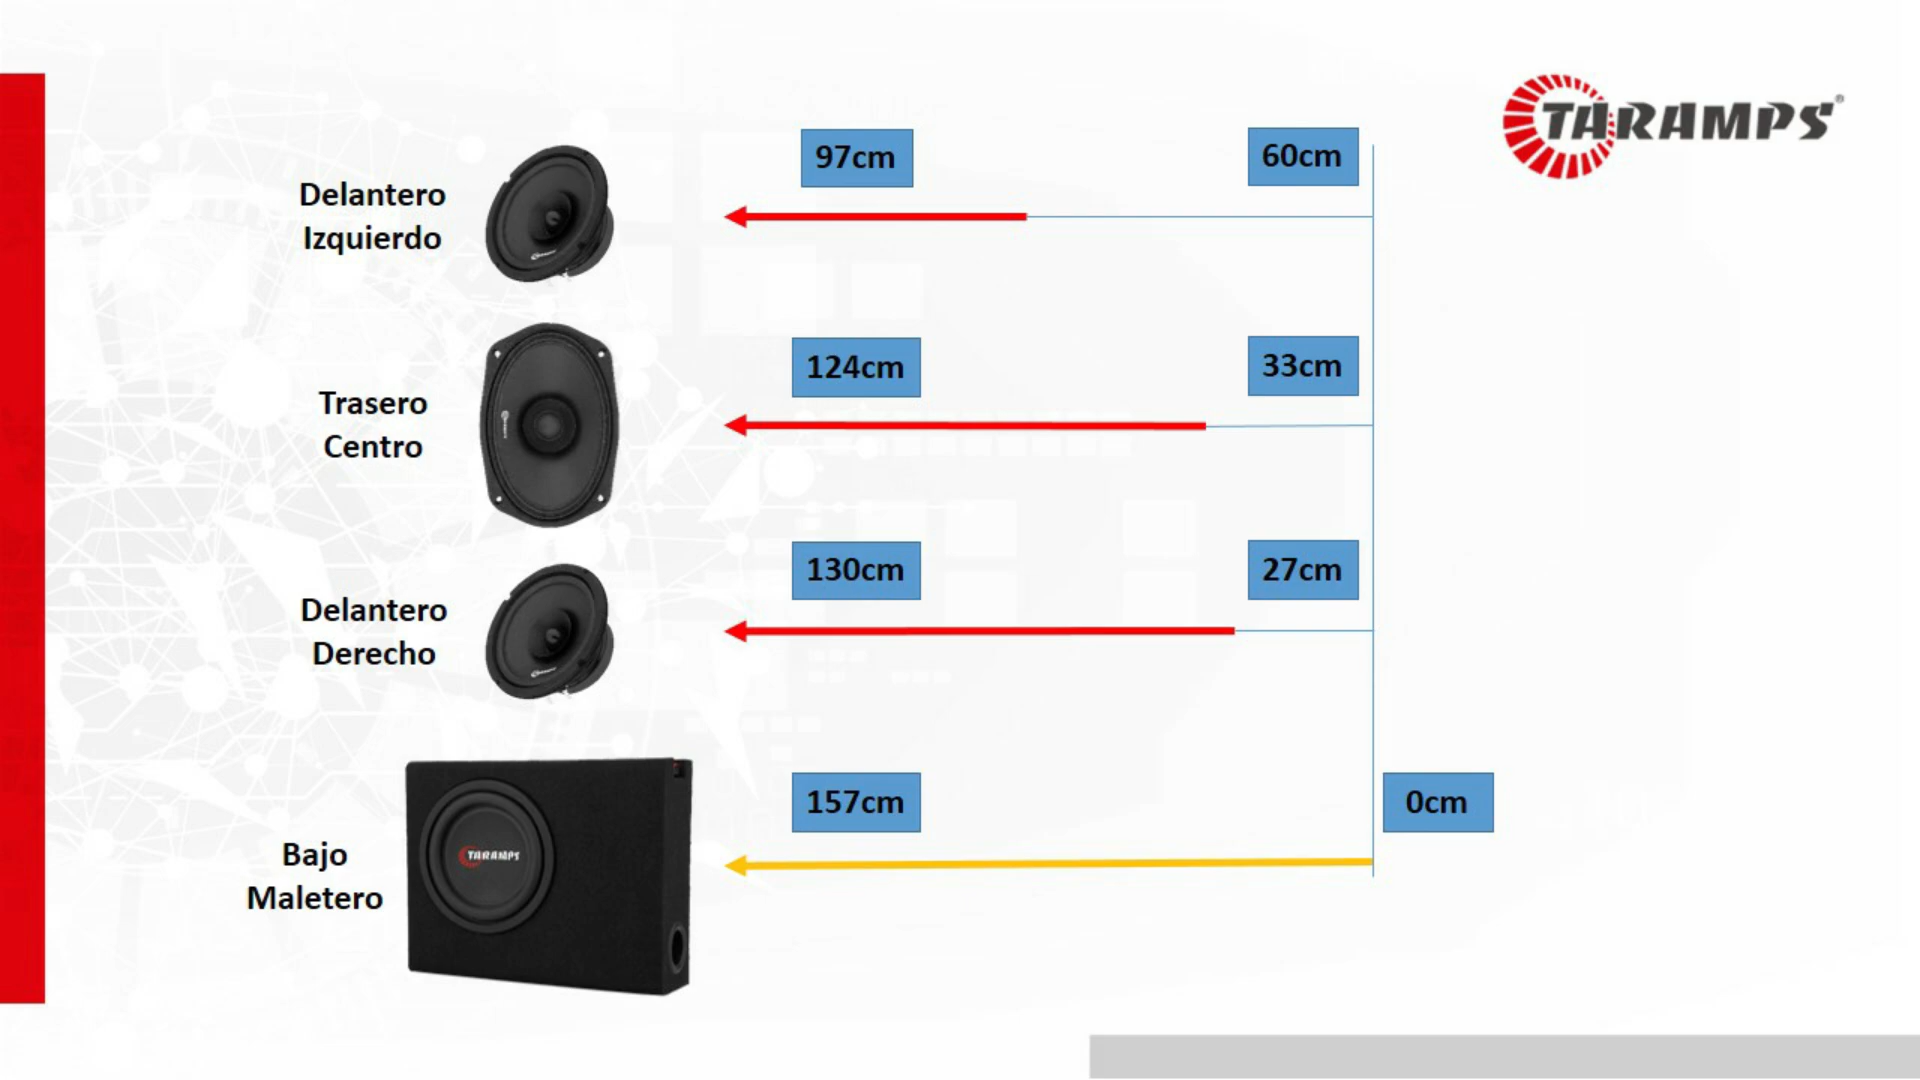 TARAMPS®
97cm
60cm
Delantero
Izquierdo
124cm
33cm
Trasero
Centro
130cm
27cm
Delantero
Derecho
157cm
0cm
Bajo
Maletero
TARAMPS